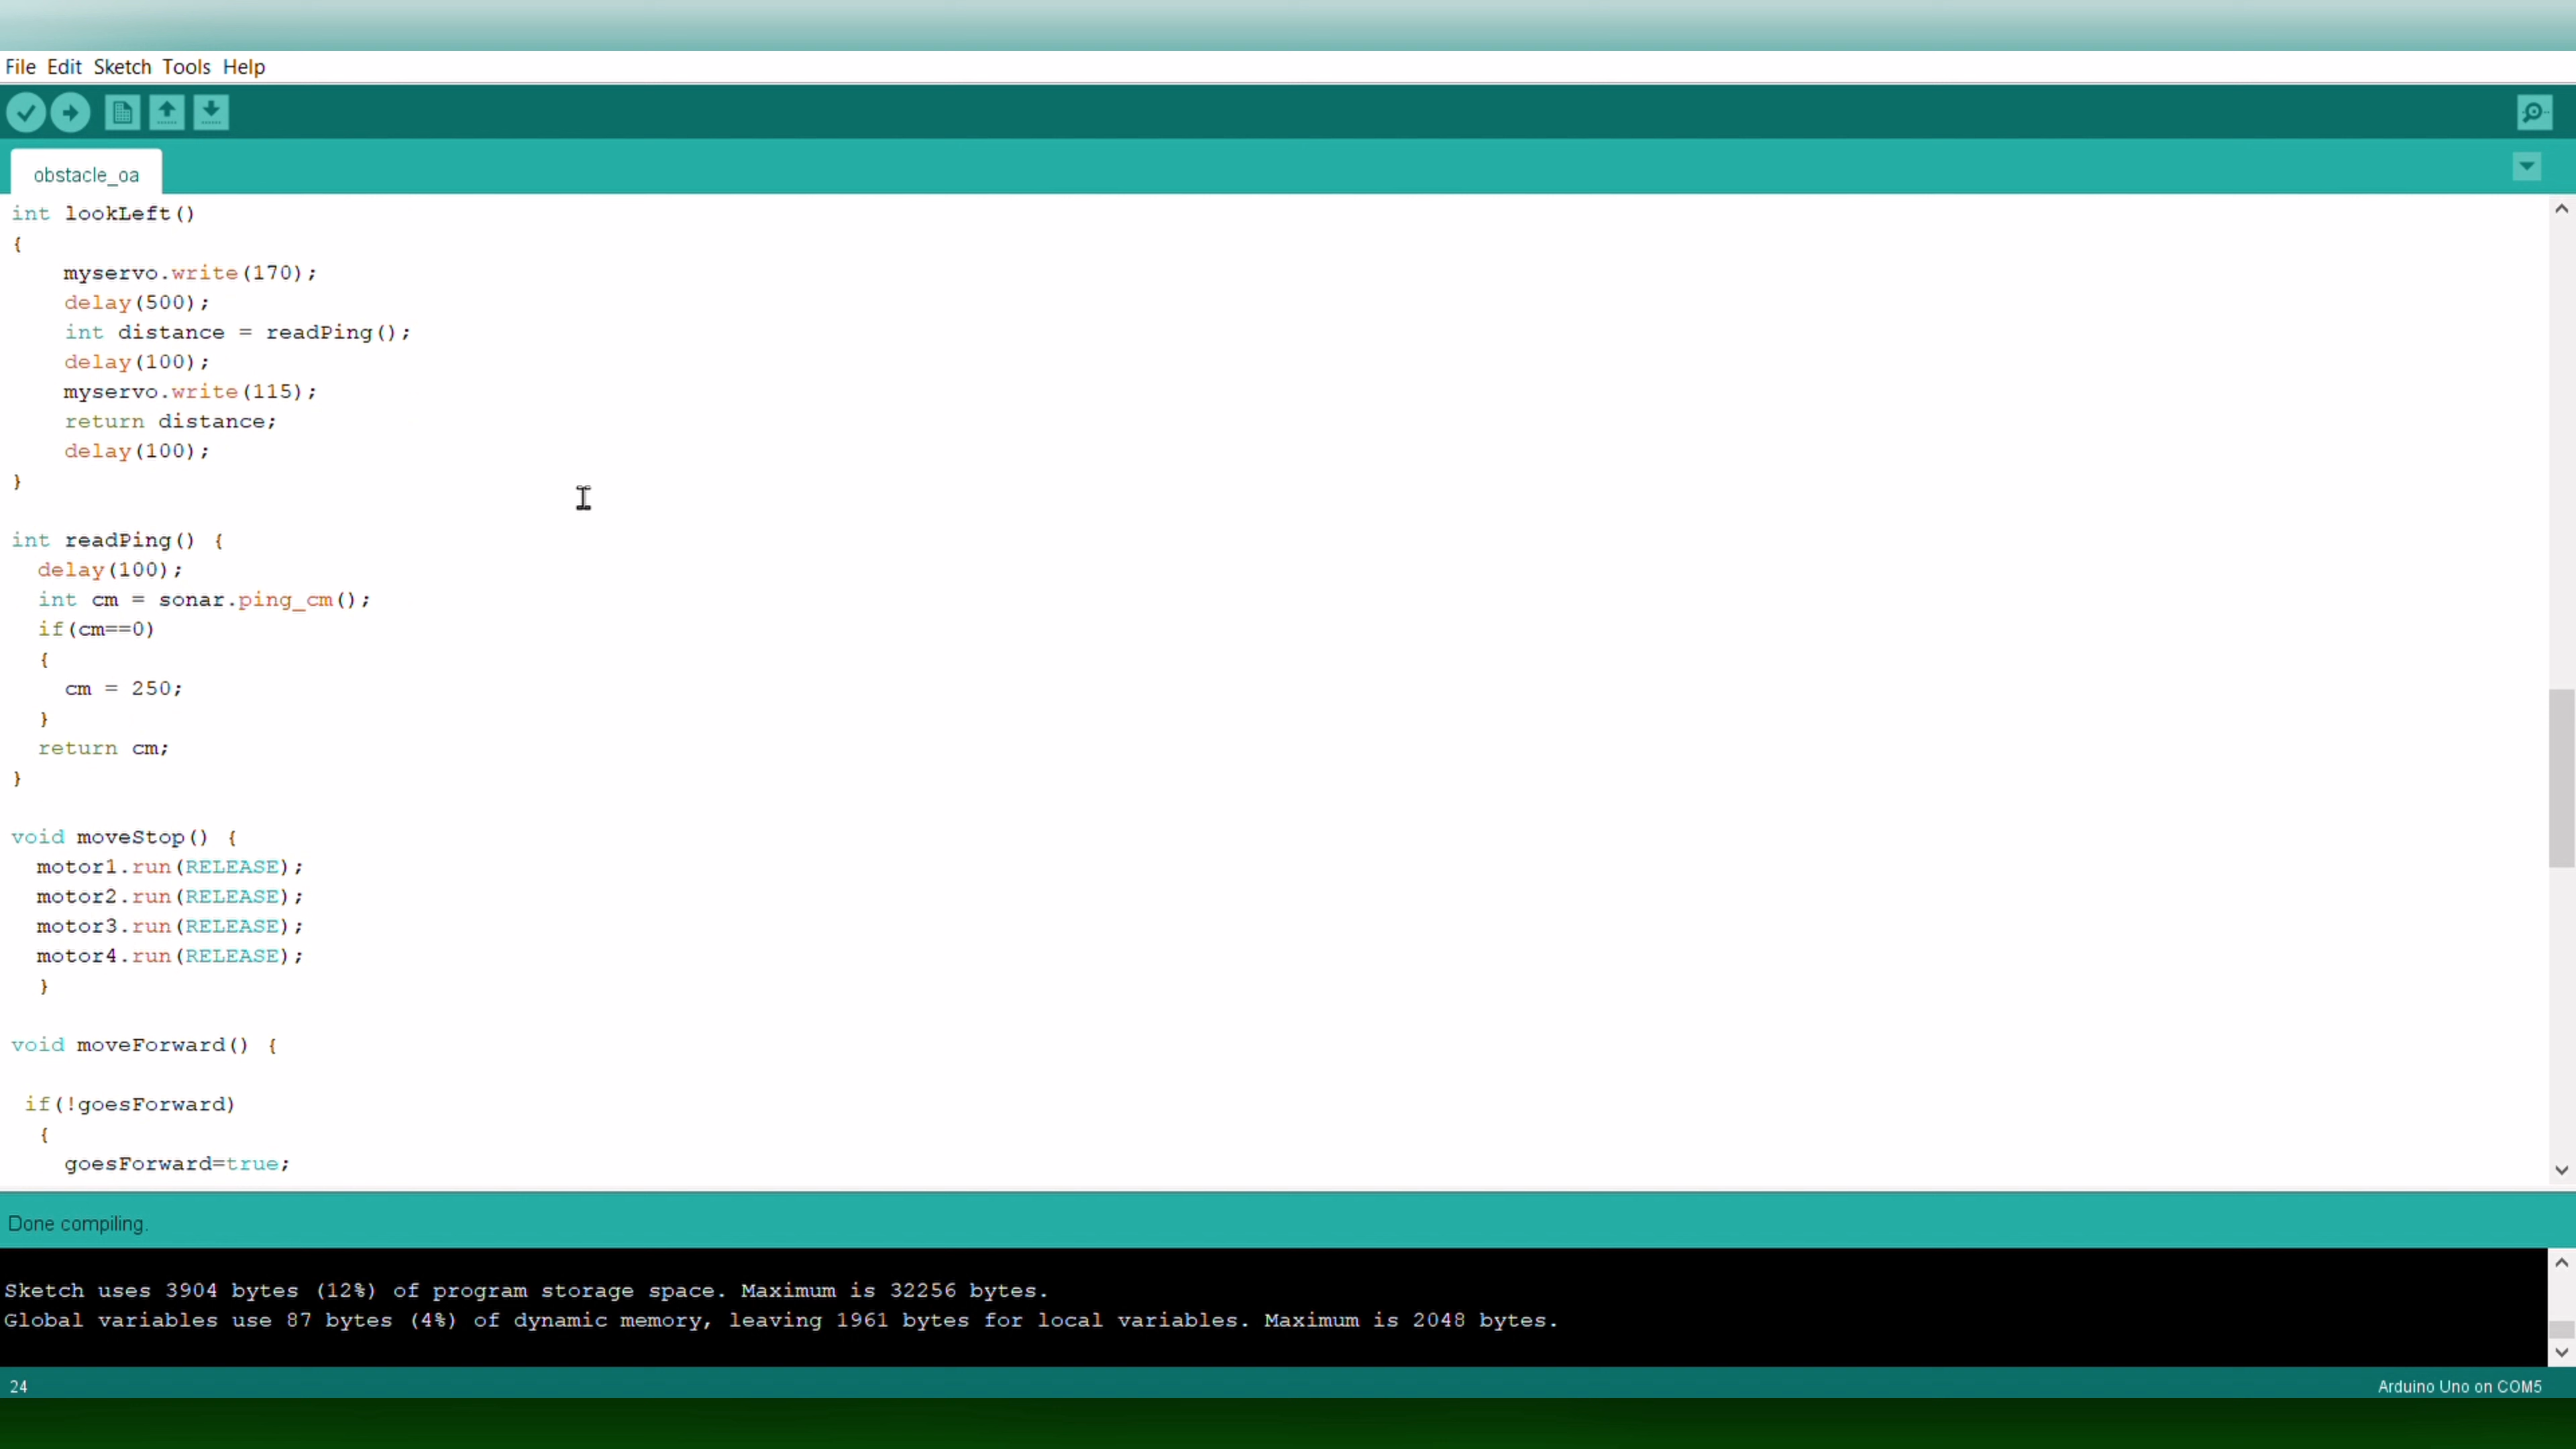 File Edit Sketch Tools Help
obstacle_oa
int lookLeft()
{
    myservo.write(170);
    delay(500);
    int distance = readPing();
    delay(100);
    myservo.write(115);
    return distance;
    delay(100);
}

int readPing() {
  delay(100);
  int cm = sonar.ping_cm();
  if(cm==0)
  {
    cm = 250;
  }
  return cm;
}

void moveStop() {
  motor1.run(RELEASE);
  motor2.run(RELEASE);
  motor3.run(RELEASE);
  motor4.run(RELEASE);
  }

void moveForward() {

 if(!goesForward)
  {
    goesForward=true;
Done compiling.
Sketch uses 3904 bytes (12%) of program storage space. Maximum is 32256 bytes.
Global variables use 87 bytes (4%) of dynamic memory, leaving 1961 bytes for local variables. Maximum is 2048 bytes.
24
Arduino Uno on COM5